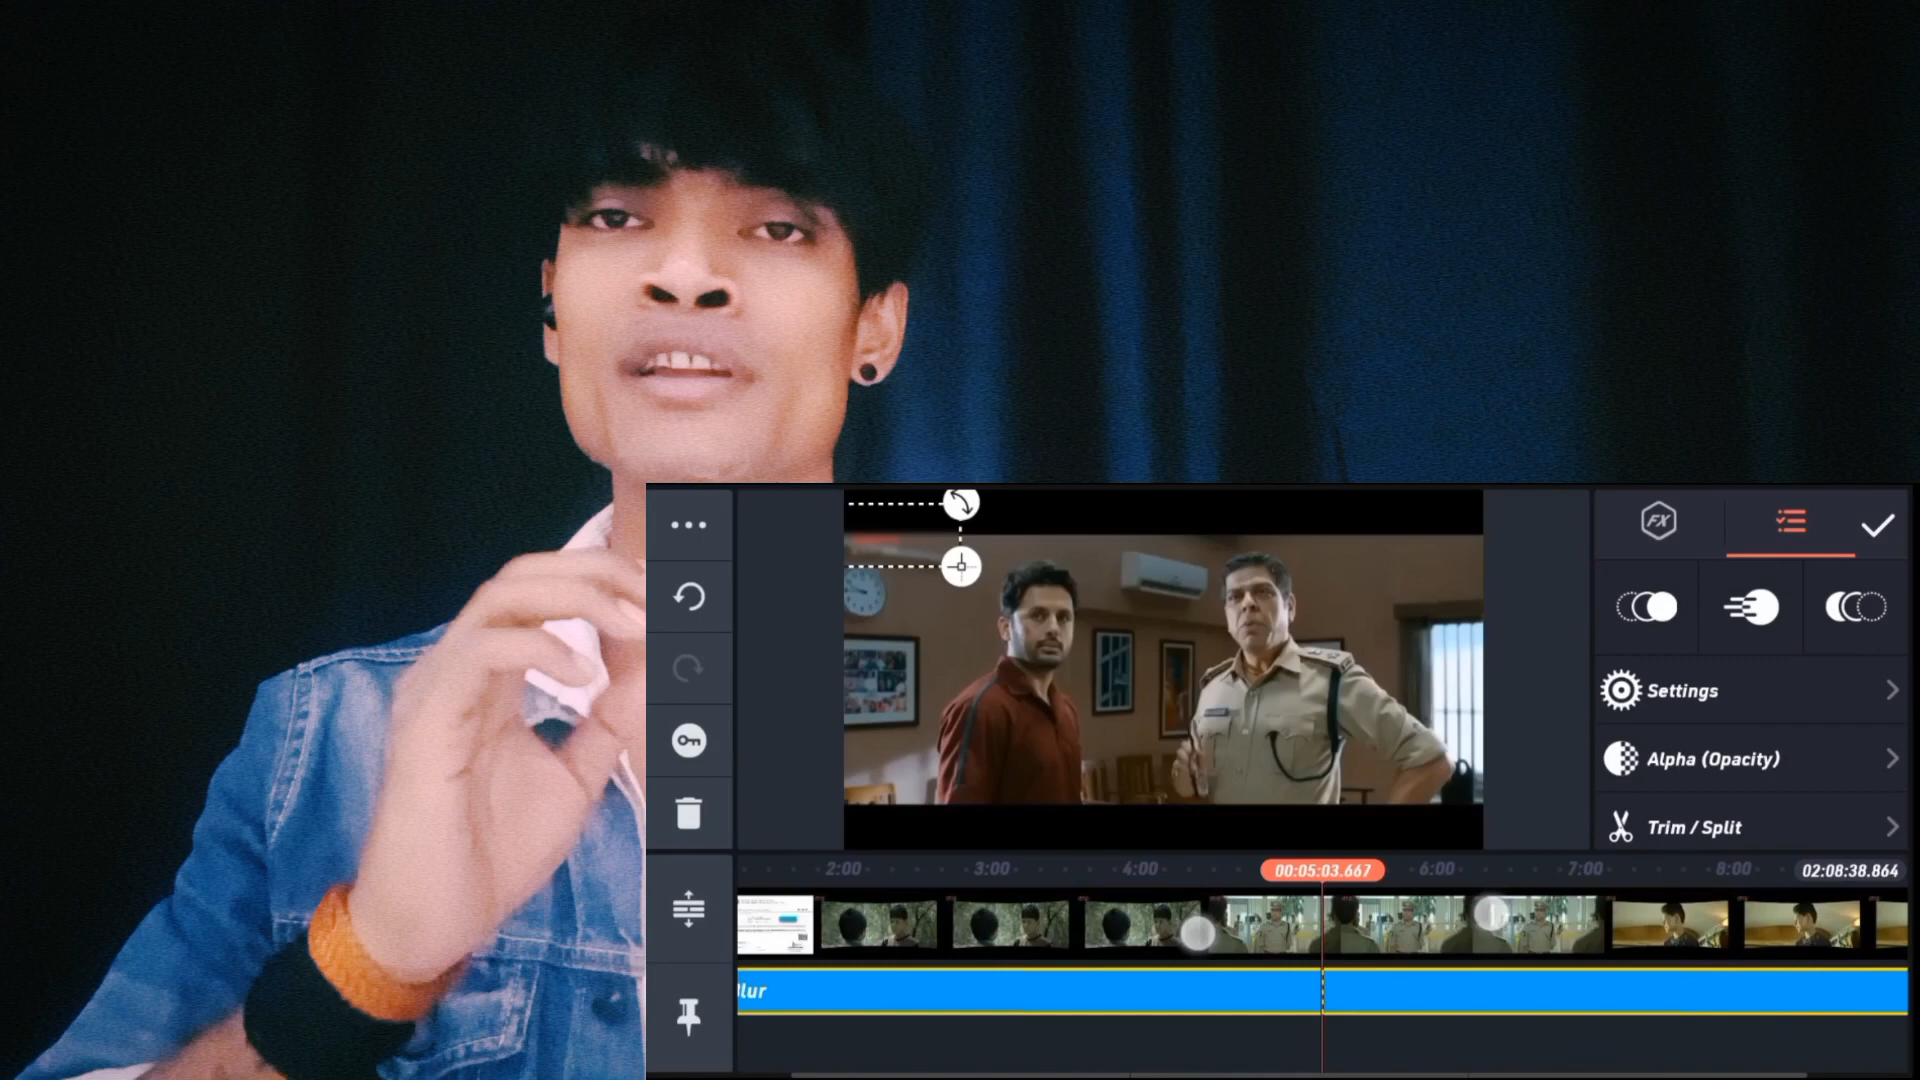 FX
Settings
Alpha (Opacity)
Trim / Split
2:00
3:00
4:00
00:05:03.667
6:00
7:00
8:00
02:08:38.864
lur